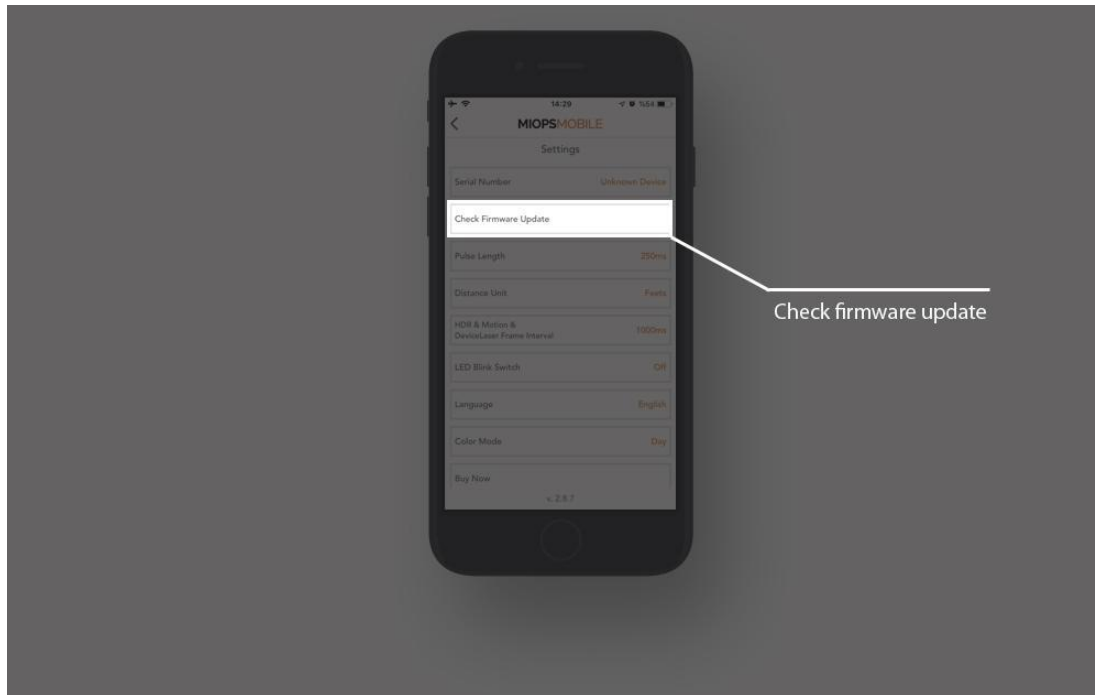 14:29
%54
MIOPSMOBILE
Settings
Serial Number Unknown Device
Check Firmware Update
Pulse Length 250ms
Distance Unit Feets
HDR & Motion &
DeviceLaser Frame Interval 1000ms
LED Blink Switch Off
Language English
Color Mode Day
Buy Now
v. 2.9.7
Check firmware update